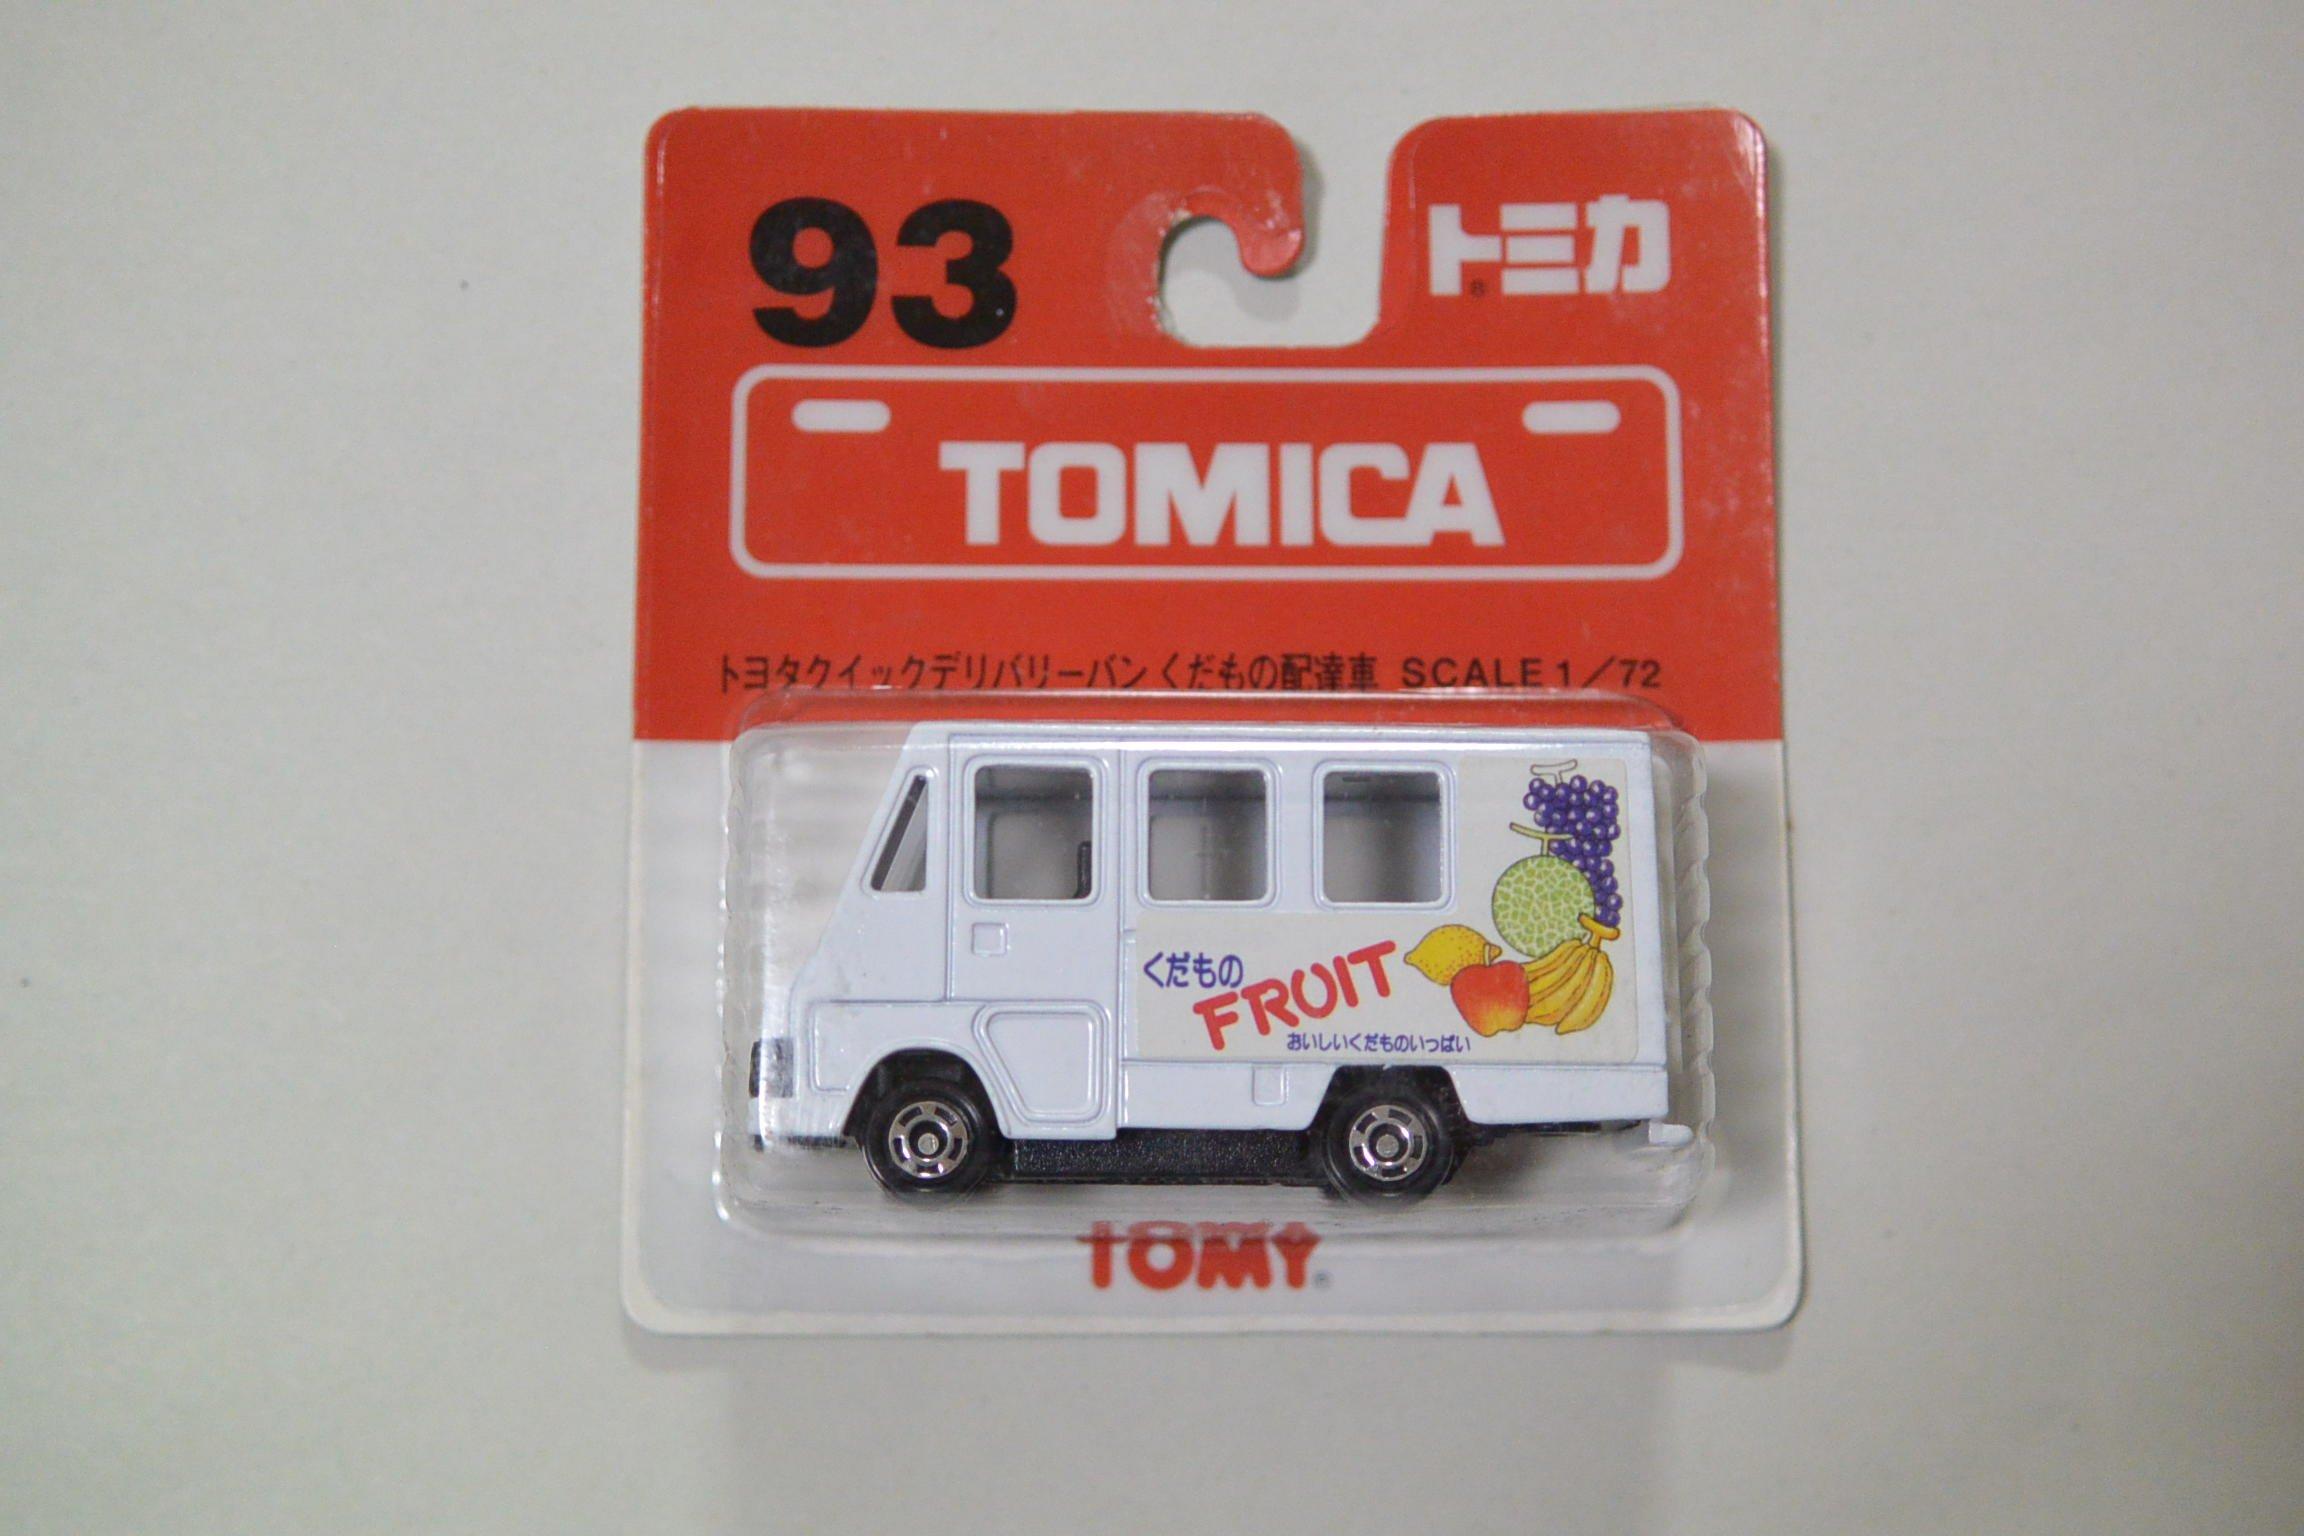 93
トミカ®
TOMICA
トヨタクイックデリバリーバン くだもの配達車 SCALE 1／72
くだもの
FRUIT
おいしいくだものいっぱい
TOMY®